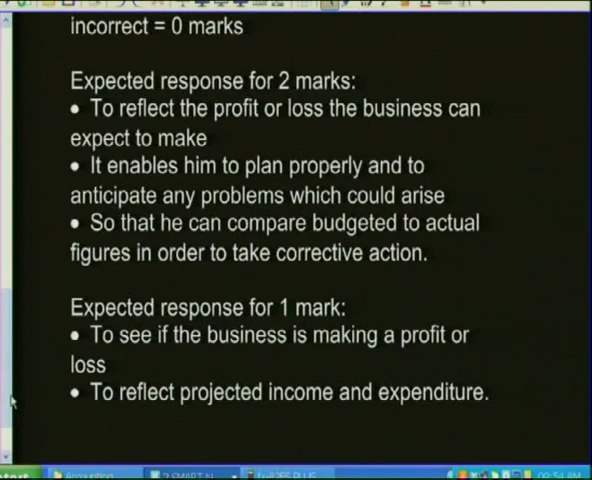 incorrect = 0 marks
Expected response for 2 marks:
• To reflect the profit or loss the business can
expect to make
• It enables him to plan properly and to
anticipate any problems which could arise
• So that he can compare budgeted to actual
figures in order to take corrective action.
Expected response for 1 mark:
• To see if the business is making a profit or
loss
• To reflect projected income and expenditure.
Accounting